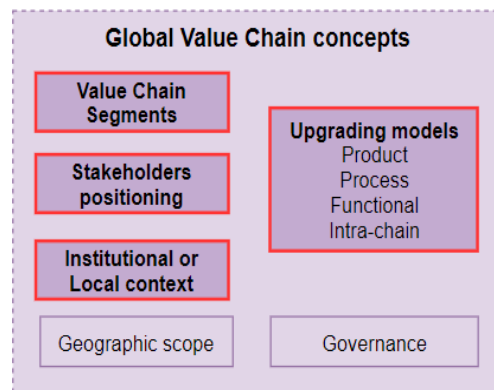 Global Value Chain concepts
Value Chain
Segments
Stakeholders
positioning
Institutional or
Local context
Geographic scope
Upgrading models
Product
Process
Functional
Intra-chain
Governance